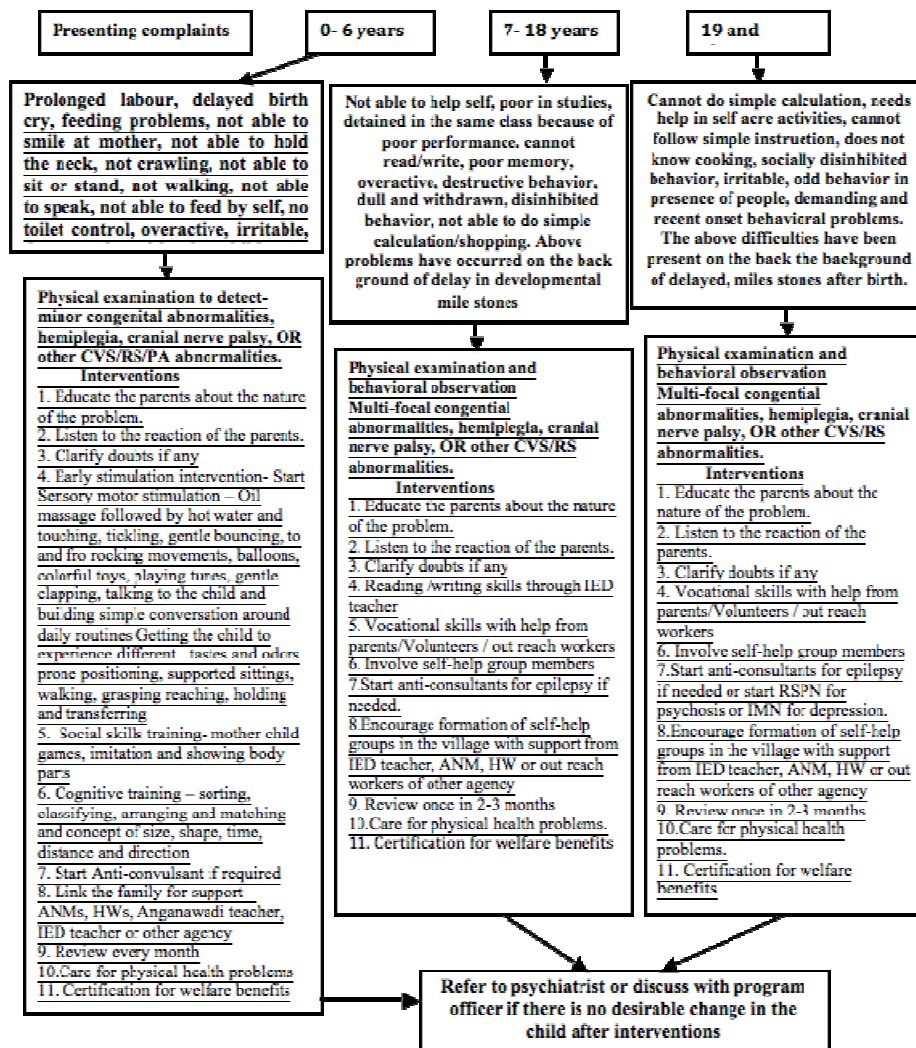 Presenting complaints
0- 6 years
7- 18 years
19 and
Prolonged labour, delayed birth
cry, feeding problems, not able to
smile at mother, not able to hold
the neck, not crawling, not able to
sit or stand, not walking, not able
to speak, not able to feed by self, no
toilet control, overactive, irritable,
Not able to help self, poor in studies,
detained in the same class because of
poor performance. cannot
read/write, poor memory,
overactive, destructive behavior,
dull and withdrawn, disinhibited
behavior, not able to do simple
calculation/shopping. Above
problems have occurred on the back
ground of delay in developmental
mile stones
Cannot do simple calculation, needs
help in self acre activities, cannot
follow simple instruction, does not
know cooking, socially disinhibited
behavior, irritable, odd behavior in
presence of people, demanding and
recent onset behavioral problems.
The above difficulties have been
present on the back the background
of delayed, miles stones after birth.
Physical examination to detect-
minor congenital abnormalities,
hemiplegia, cranial nerve palsy, OR
other CVS/RS/PA abnormalities.
Interventions
1. Educate the parents about the nature
of the problem.
2. Listen to the reaction of the parents.
3. Clarify doubts if any
4. Early stimulation intervention- Start
Sensory motor stimulation – Oil
massage followed by hot water and
touching, tickling, gentle bouncing, to
and fro rocking movements, balloons,
colorful toys, playing tunes, gentle
clapping, talking to the child and
building simple conversation around
daily routines Getting the child to
experience different tastes and odors
prone positioning, supported sittings,
walking, grasping reaching, holding
and transferring
5. Social skills training- mother child
games, imitation and showing body
parts
6. Cognitive training – sorting,
classifying, arranging and matching
and concept of size, shape, time,
distance and direction
7. Start Anti-convulsant if required
8. Link the family for support
ANMs, HWs, Anganawadi teacher,
IED teacher or other agency
9. Review every month
10.Care for physical health problems
11. Certification for welfare benefits
Physical examination and
behavioral observation
Multi-focal congential
abnormalities, hemiplegia, cranial
nerve palsy, OR other CVS/RS
abnormalities.
Interventions
1. Educate the parents about the nature
of the problem.
2. Listen to the reaction of the parents.
3. Clarify doubts if any
4. Reading /writing skills through IED
teacher
5. Vocational skills with help from
parents/Volunteers / out reach workers
6. Involve self-help group members
7.Start anti-consultants for epilepsy if
needed.
8.Encourage formation of self-help
groups in the village with support from
IED teacher, ANM, HW or out reach
workers of other agency
9. Review once in 2-3 months
10.Care for physical health problems.
11. Certification for welfare benefits
Physical examination and
behavioral observation
Multi-focal congential
abnormalities, hemiplegia, cranial
nerve palsy, OR other CVS/RS
abnormalities.
Interventions
1. Educate the parents about the
nature of the problem.
2. Listen to the reaction of the
parents.
3. Clarify doubts if any
4. Vocational skills with help from
parents/Volunteers / out reach
workers
6. Involve self-help group members
7.Start anti-consultants for epilepsy
if needed or start RSPN for
psychosis or IMN for depression.
8.Encourage formation of self-help
groups in the village with support
from IED teacher, ANM, HW or out
reach workers of other agency
9. Review once in 2-3 months
10.Care for physical health
problems.
11. Certification for welfare
benefits
Refer to psychiatrist or discuss with program
officer if there is no desirable change in the
child after interventions